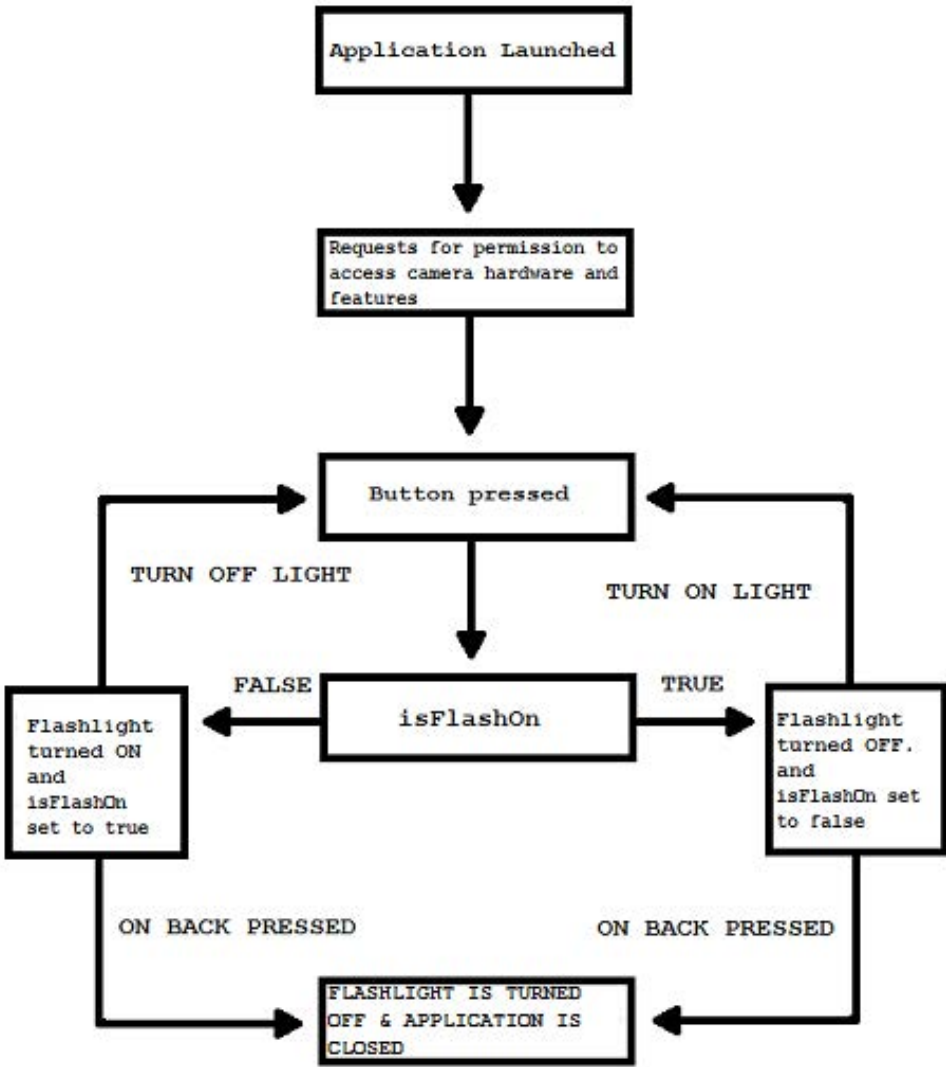 Application Launched
Requests for permission to
access camera hardware and
features
Button pressed
TURN OFF LIGHT
TURN ON LIGHT
FALSE
TRUE
isFlashOn
Flashlight
turned ON
and
isFlashOn
set to true
Flashlight
turned OFF.
and
isFlashOn set
to false
ON BACK PRESSED
ON BACK PRESSED
FLASHLIGHT IS TURNED
OFF & APPLICATION IS
CLOSED